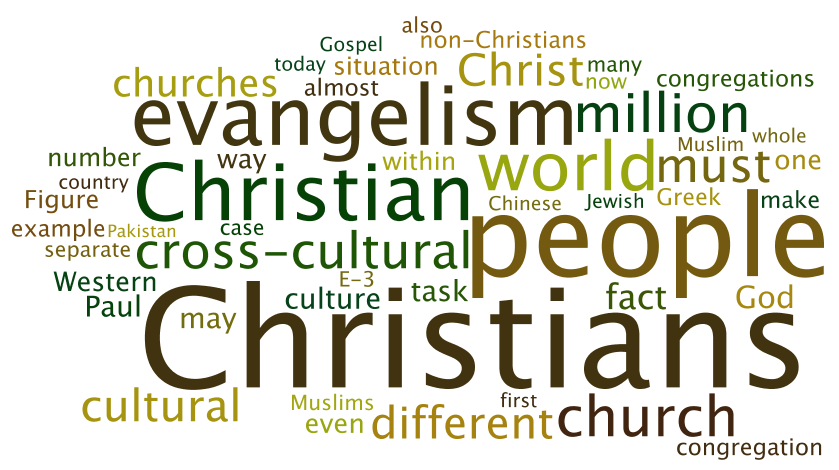 also
Gospel non-Christians
today situation Christ many
churches almost now congregations
evangelism million
number way within world Muslim whole
country Christian must one
Figure Chinese Jewish Greek make
example Pakistan case people
separate cross-cultural
Western E-3
Paul culture task fact God
may Christians
cultural Muslims first
even different church
congregation